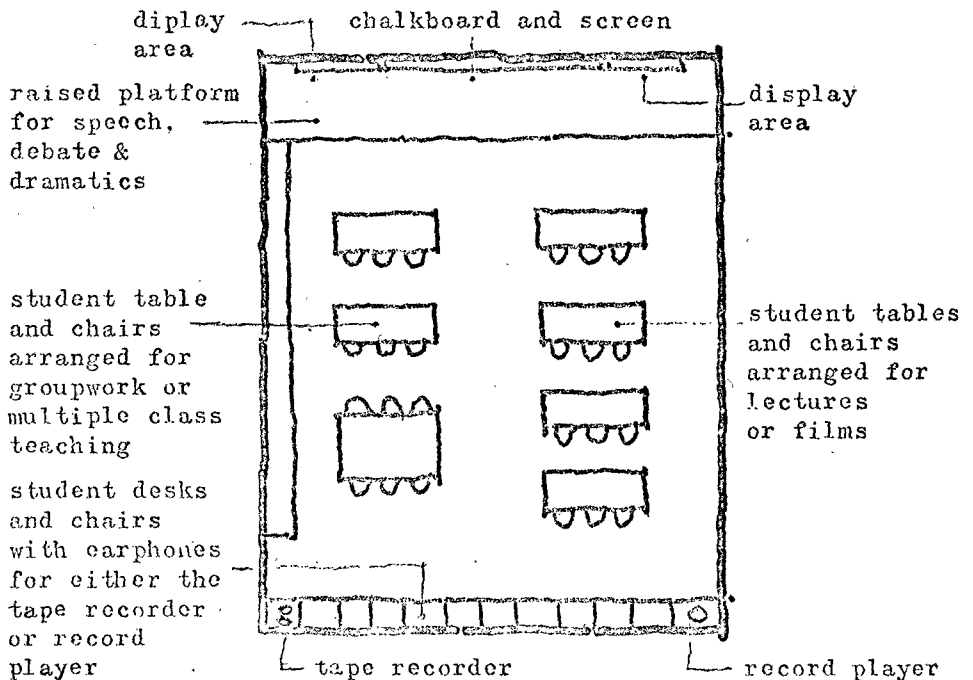 diplay
area
chalkboard and screen
raised platform
for speech,
debate &
dramatics
display
area
student table
and chairs
arranged for
groupwork or
multiple class
teaching
student tables
and chairs
arranged for
lectures
or films
student desks
and chairs
with earphones
for either the
tape recorder
or record
player
tape recorder
record player